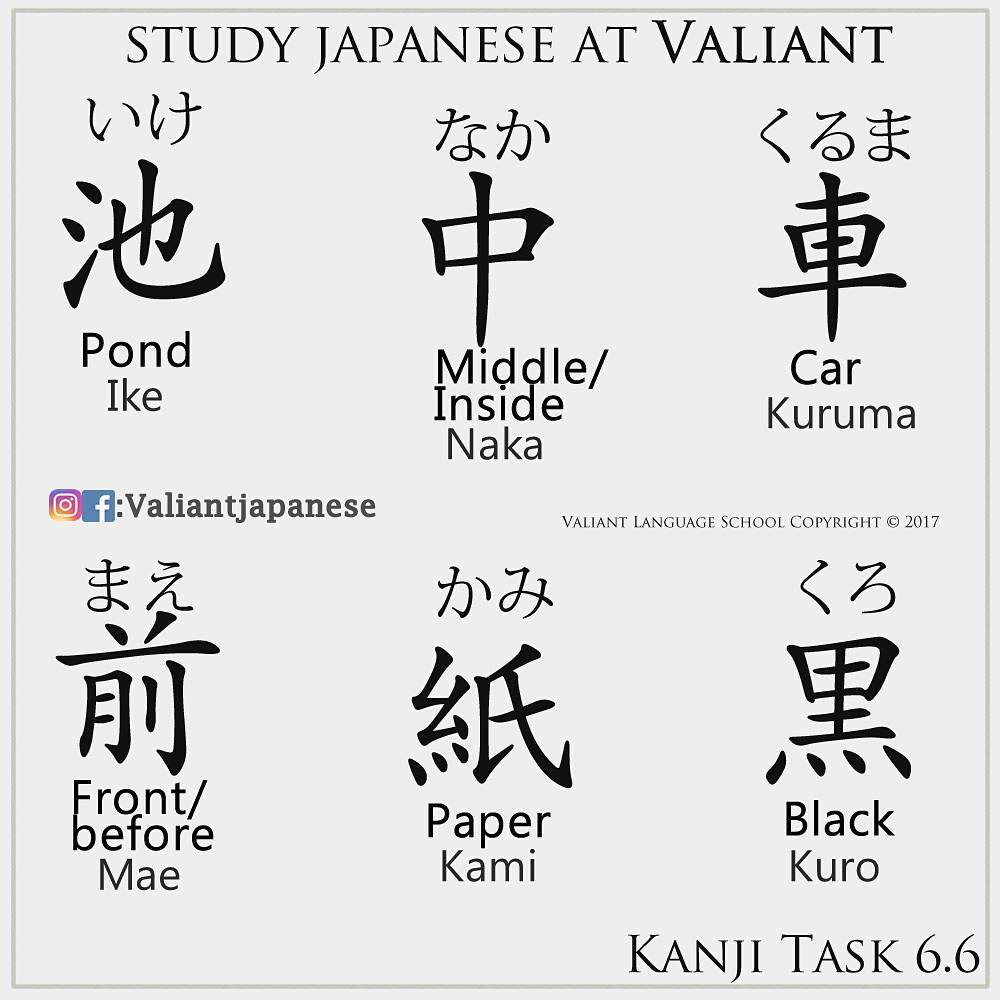 STUDY JAPANESE AT VALIANT
いけ
池
Pond
Ike
なか
中
Middle/
Inside
Naka
くるま
車
Car
Kuruma
:Valiantjapanese
VALIANT LANGUAGE SCHOOL COPYRIGHT © 2017
まえ
前
Front/
before
Mae
かみ
紙
Paper
Kami
くろ
黒
Black
Kuro
KANJI TASK 6.6